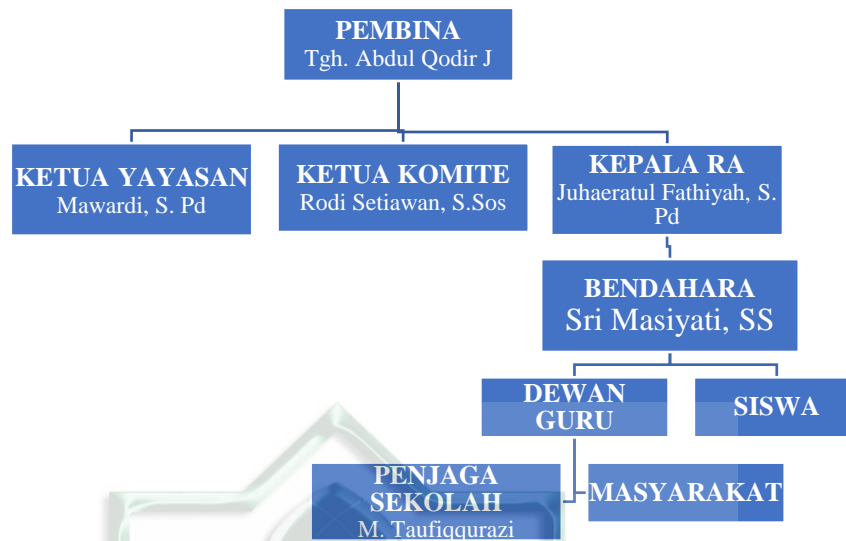 PEMBINA
Tgh. Abdul Qodir J
KETUA YAYASAN
Mawardi, S. Pd
KETUA KOMITE
Rodi Setiawan, S.Sos
KEPALA RA
Juhaeratul Fathiyah, S.
Pd
BENDAHARA
Sri Masiyati, SS
DEWAN
GURU
SISWA
PENJAGA
SEKOLAH
M. Taufiqqurazi
MASYARAKAT